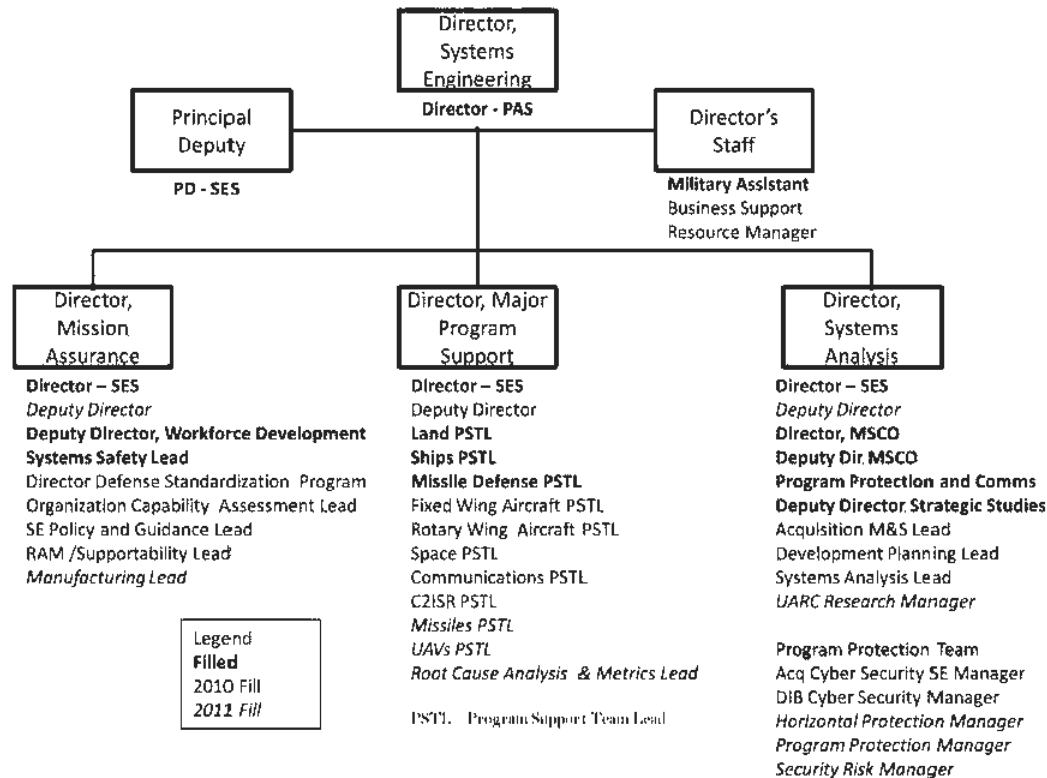 Director,
Systems
Engineering
Director - PAS
Principal
Deputy
PD - SES
Director's
Staff
Military Assistant
Business Support
Resource Manager
Director,
Mission
Assurance
Director – SES
Deputy Director
Deputy Director, Workforce Development
Systems Safety Lead
Director Defense Standardization Program
Organization Capability Assessment Lead
SE Policy and Guidance Lead
RAM /Supportability Lead
Manufacturing Lead
Legend
Filled
2010 Fill
2011 Fill
Director, Major
Program
Support
Director – SES
Deputy Director
Land PSTL
Ships PSTL
Missile Defense PSTL
Fixed Wing Aircraft PSTL
Rotary Wing Aircraft PSTL
Space PSTL
Communications PSTL
C2ISR PSTL
Missiles PSTL
UAVs PSTL
Root Cause Analysis & Metrics Lead
PSTL Program Support Team Lead
Director,
Systems
Analysis
Director – SES
Deputy Director
Director, MSCO
Deputy Dir, MSCO
Program Protection and Comms
Deputy Director Strategic Studies
Acquisition M&S Lead
Development Planning Lead
Systems Analysis Lead
UARC Research Manager
Program Protection Team
Acq Cyber Security SE Manager
DIB Cyber Security Manager
Horizontal Protection Manager
Program Protection Manager
Security Risk Manager